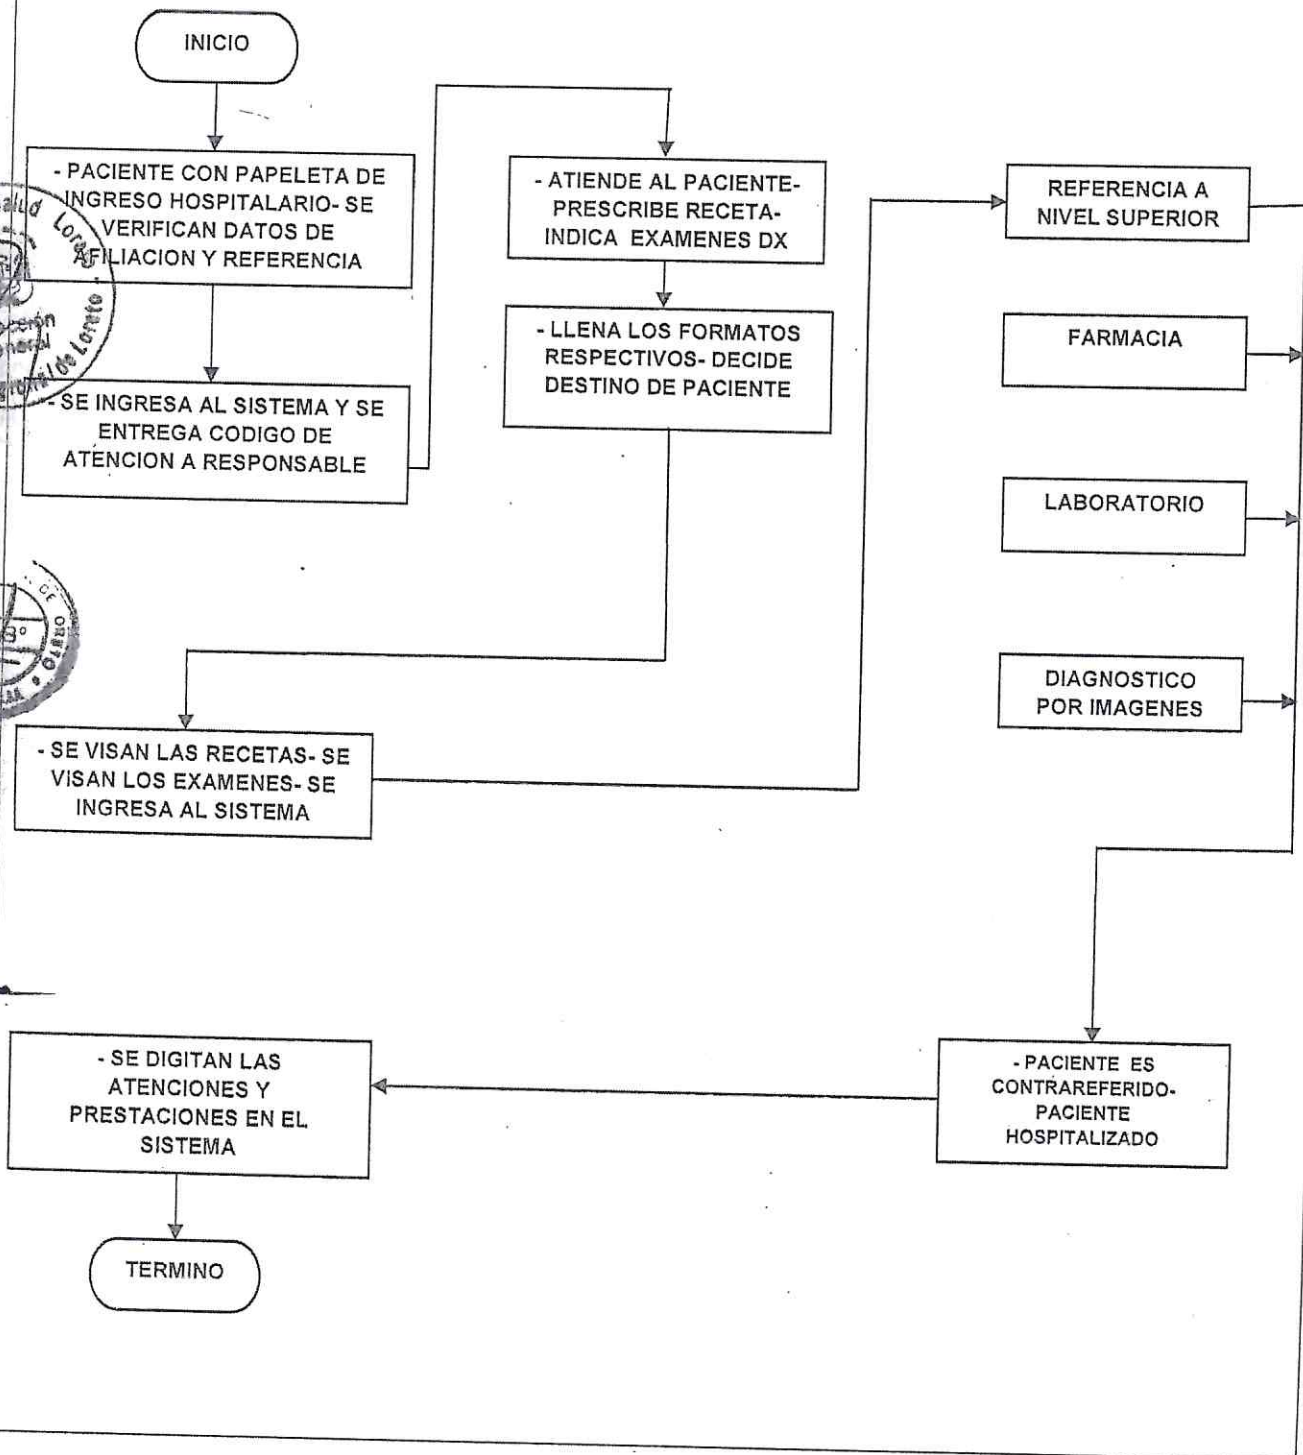 INICIO
- PACIENTE CON PAPELETA DE
INGRESO HOSPITALARIO- SE
VERIFICAN DATOS DE
AFILIACION Y REFERENCIA
- SE INGRESA AL SISTEMA Y SE
ENTREGA CODIGO DE
ATENCION A RESPONSABLE
- ATIENDE AL PACIENTE-
PRESCRIBE RECETA-
INDICA EXAMENES DX
- LLENA LOS FORMATOS
RESPECTIVOS- DECIDE
DESTINO DE PACIENTE
- SE VISAN LAS RECETAS- SE
VISAN LOS EXAMENES- SE
INGRESA AL SISTEMA
REFERENCIA A
NIVEL SUPERIOR
FARMACIA
LABORATORIO
DIAGNOSTICO
POR IMAGENES
- PACIENTE ES
CONTRAREFERIDO-
PACIENTE
HOSPITALIZADO
- SE DIGITAN LAS
ATENCIONES Y
PRESTACIONES EN EL
SISTEMA
TERMINO
de Loreto